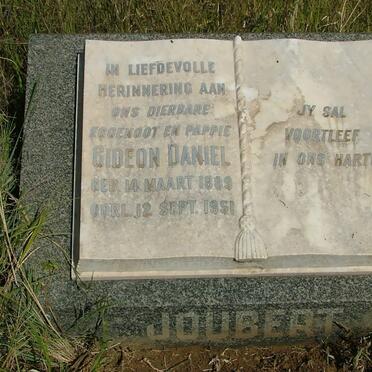 IN LIEFDEVOLLE
HERINNERING AAN
ONS DIERBARE
EGGENOOT EN PAPPIE
GIDEON DANIEL
GEB. 14 MAART 1889
OORL. 12 SEPT. 1951
JY SAL
VOORTLEEF
IN ONS HARTE
JOUBERT